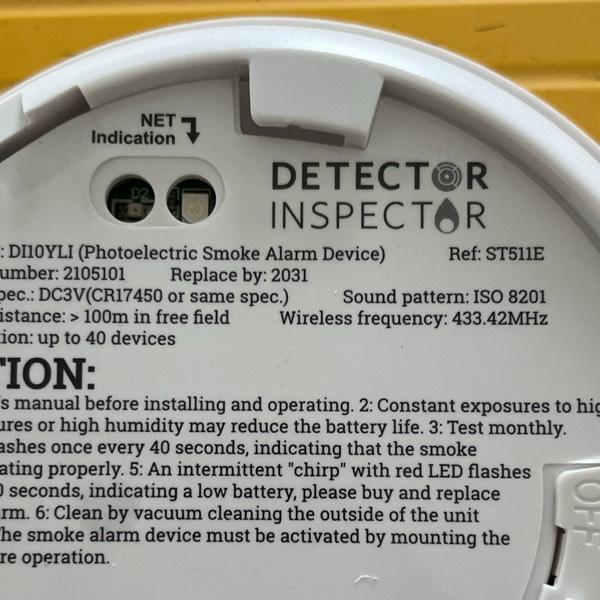 NET
Indication
D2
DETECTOR
INSPECTOR
: DI10YLI (Photoelectric Smoke Alarm Device) Ref: ST511E
umber: 2105101 Replace by: 2031
pec.: DC3V(CR17450 or same spec.) Sound pattern: ISO 8201
istance: > 100m in free field Wireless frequency: 433.42MHz
tion: up to 40 devices
TION:
's manual before installing and operating. 2: Constant exposures to hig
ures or high humidity may reduce the battery life. 3: Test monthly.
ashes once every 40 seconds, indicating that the smoke
ating properly. 5: An intermittent "chirp" with red LED flashes
0 seconds, indicating a low battery, please buy and replace
rm. 6: Clean by vacuum cleaning the outside of the unit
The smoke alarm device must be activated by mounting the
re operation.
OFF